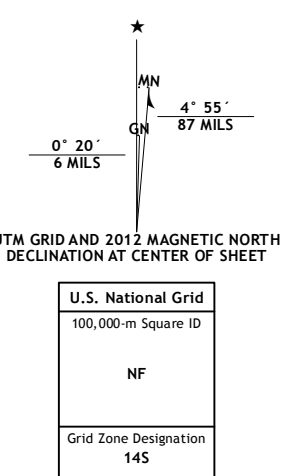 ★
MN
4° 55´
87 MILS
GN
0° 20´
6 MILS
UTM GRID AND 2012 MAGNETIC NORTH
DECLINATION AT CENTER OF SHEET
U.S. National Grid
100,000-m Square ID
NF
Grid Zone Designation
14S